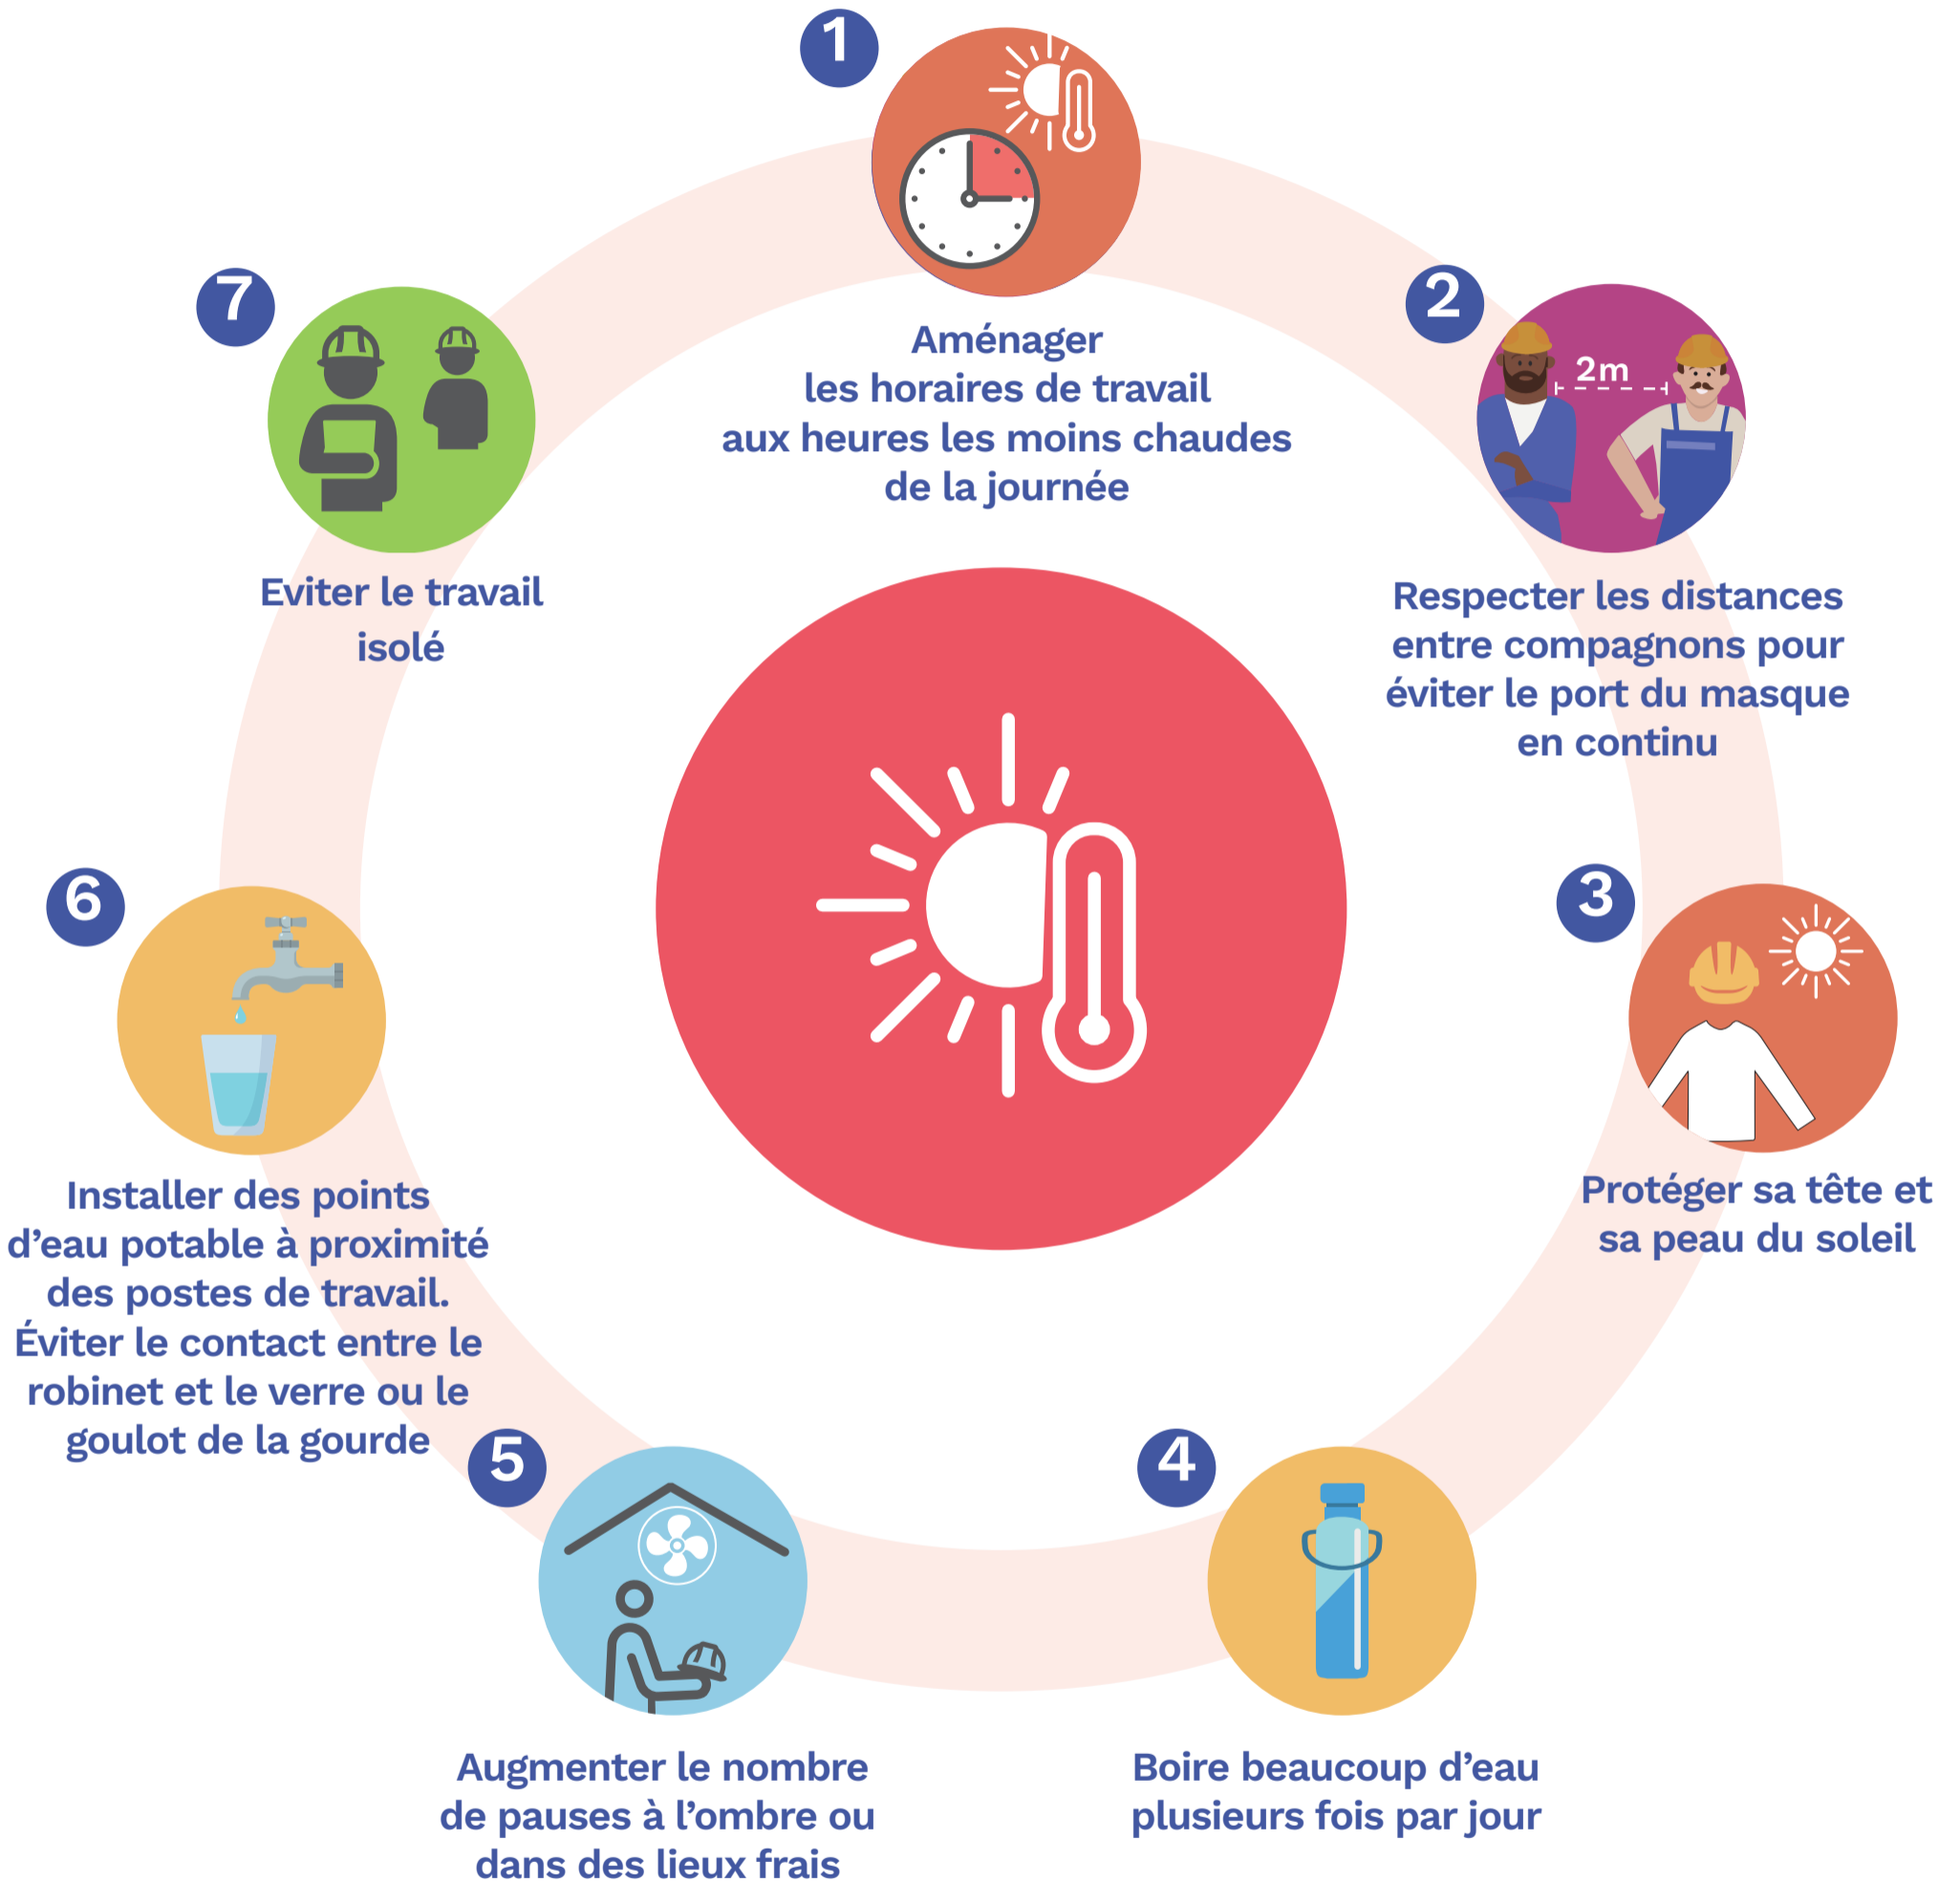 1
Aménager
les horaires de travail
aux heures les moins chaudes
de la journée
2
2m
Respecter les distances
entre compagnons pour
éviter le port du masque
en continu
3
Protéger sa tête et
sa peau du soleil
4
Boire beaucoup d’eau
plusieurs fois par jour
5
Augmenter le nombre
de pauses à l’ombre ou
dans des lieux frais
6
Installer des points
d’eau potable à proximité
des postes de travail.
Éviter le contact entre le
robinet et le verre ou le
goulot de la gourde
7
Eviter le travail
isolé